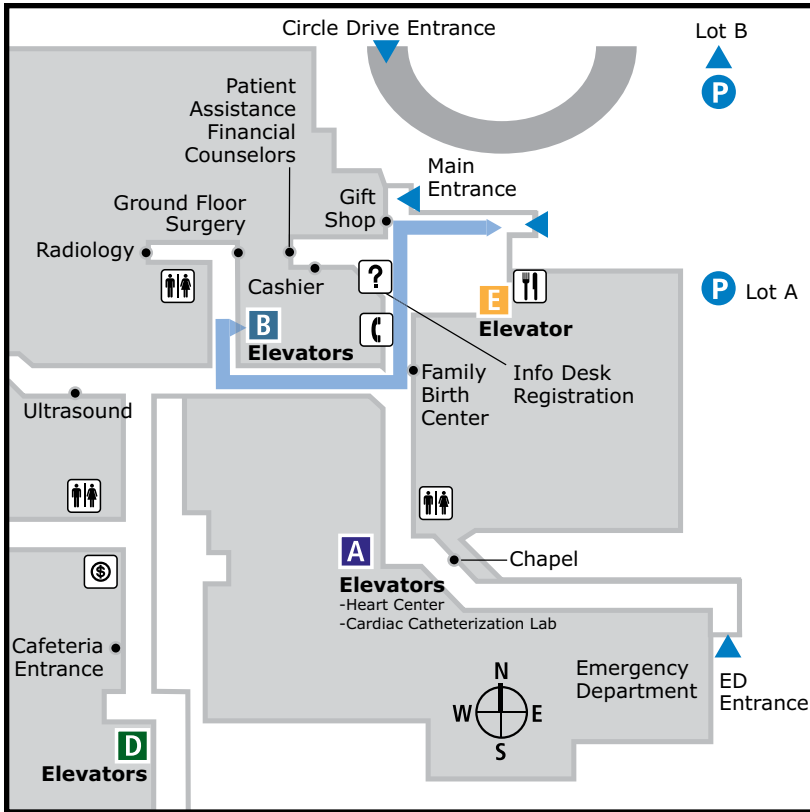 Circle Drive Entrance
Lot B
P
Patient
Assistance
Financial
Counselors
Main
Entrance
Gift
Shop
Ground Floor
Surgery
Radiology
Cashier
?
P
Lot A
B
Elevators
E
Elevator
Info Desk
Registration
Family
Birth
Center
Ultrasound
A
Elevators
-Heart Center
-Cardiac Catheterization Lab
Chapel
$
Cafeteria
Entrance
Emergency
Department
ED
Entrance
N
W
E
S
D
Elevators